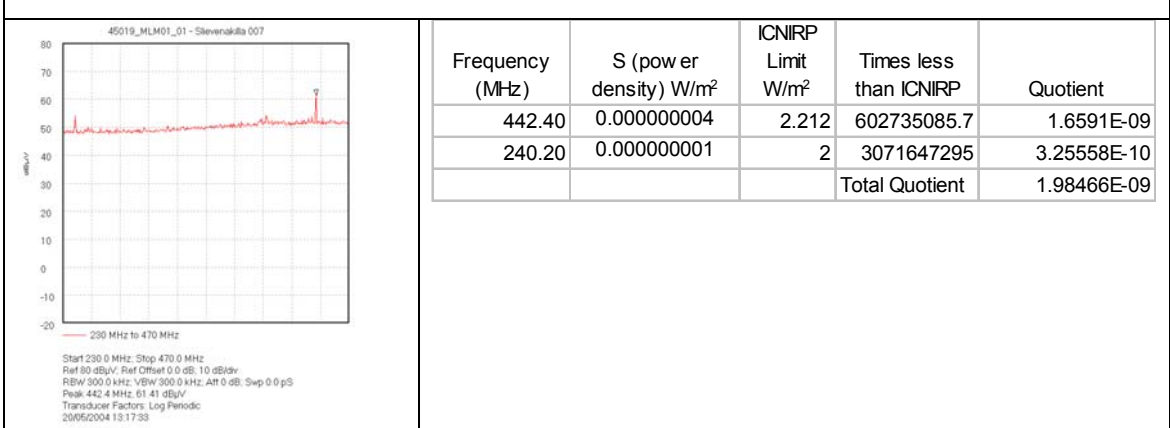 45019_MLM01_01 - Slievenakilla 007
80
70
60
50
40
30
20
10
0
-10
-20
dBµV
230 MHz to 470 MHz
Start 230.0 MHz; Stop 470.0 MHz
Ref 80 dBµV; Ref Offset 0.0 dB; 10 dB/div
RBW 300.0 kHz; VBW 300.0 kHz; Att 0 dB; Swp 0.0 pS
Peak 442.4 MHz, 61.41 dBµV
Transducer Factors: Log Periodic
20/05/2004 13:17:33
Frequency (MHz) S (pow er density) W/m² ICNIRP Limit W/m² Times less than ICNIRP Quotient
442.40 0.000000004 2.212 602735085.7 1.6591E-09
240.20 0.000000001 2 3071647295 3.25558E-10
Total Quotient 1.98466E-09